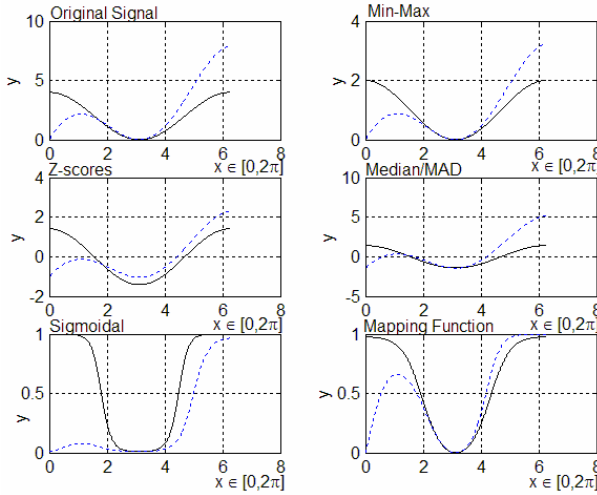 Original Signal
10
5
0
y
0 2 4 6 8
x ∈ [0,2π]
Min-Max
4
2
0
y
0 2 4 6 8
x ∈ [0,2π]
Z-scores
4
2
0
-2
y
0 2 4 6 8
x ∈ [0,2π]
Median/MAD
10
5
0
-5
y
0 2 4 6 8
x ∈ [0,2π]
Sigmoidal
1
0.5
0
y
0 2 4 6 8
x ∈ [0,2π]
Mapping Function
1
0.5
0
y
0 2 4 6 8
x ∈ [0,2π]